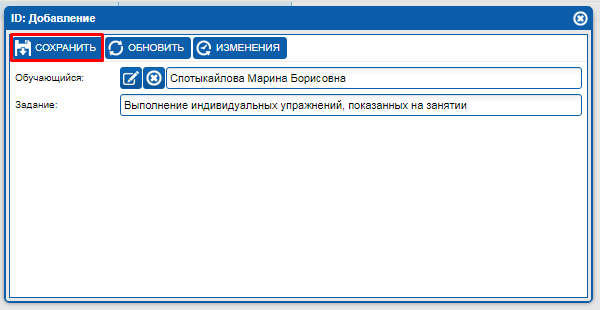 ID: Добавление
СОХРАНИТЬ ОБНОВИТЬ ИЗМЕНЕНИЯ
Обучающийся: Спотыкайлова Марина Борисовна
Задание: Выполнение индивидуальных упражнений, показанных на занятии